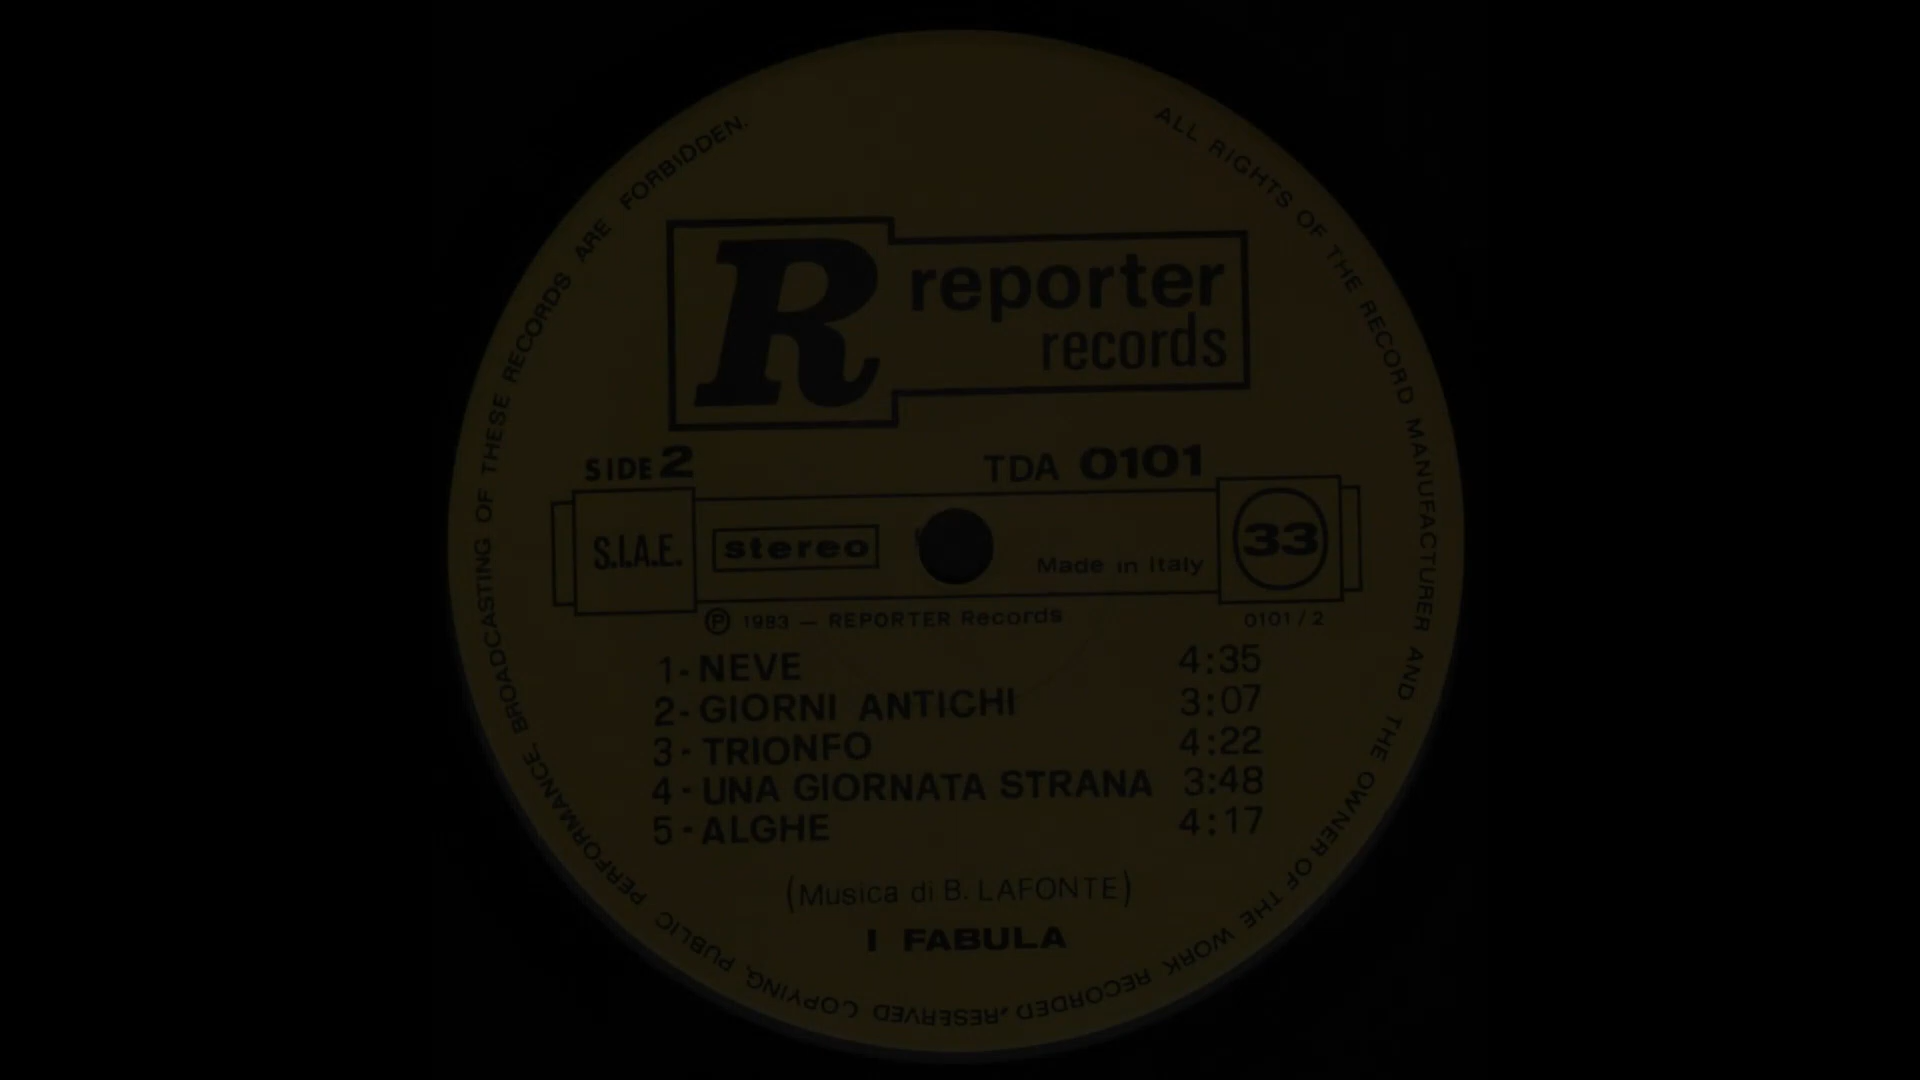 ALL RIGHTS OF THE RECORD MANUFACTURER AND THE OWNER OF THE WORK RECORDED, RESERVED COPYING, PUBLIC PERFORMANCE, BROADCASTING OF THESE RECORDS ARE FORBIDDEN.
R reporter
records
SIDE 2 TDA 0101
S.I.A.E. stereo Made in Italy 33
Ⓟ 1983 — REPORTER Records 0101/2
1- NEVE 4:35
2- GIORNI ANTICHI 3:07
3- TRIONFO 4:22
4- UNA GIORNATA STRANA 3:48
5- ALGHE 4:17
(Musica di B. LAFONTE)
I FABULA